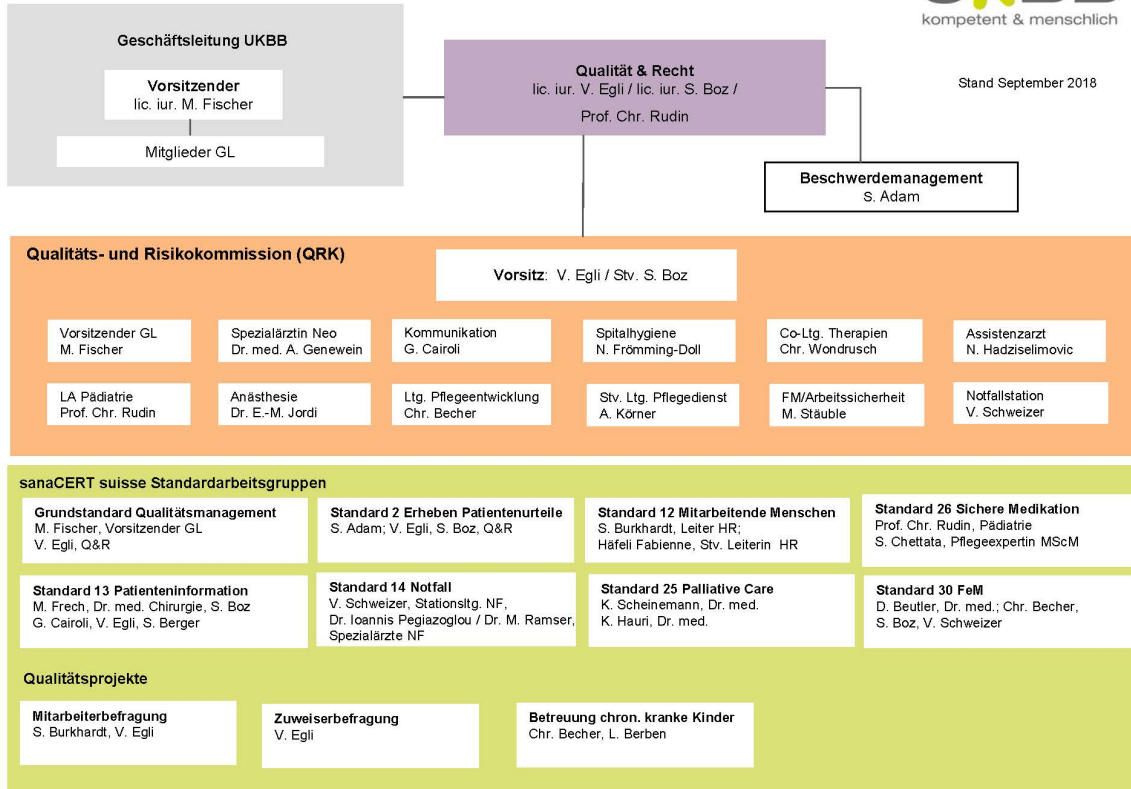 kompetent & menschlich
Geschäftsleitung UKBB
Vorsitzender
lic. iur. M. Fischer
Mitglieder GL
Qualität & Recht
lic. iur. V. Egli / lic. iur. S. Boz /
Prof. Chr. Rudin
Stand September 2018
Beschwerdemanagement
S. Adam
Qualitäts- und Risikokommission (QRK)
Vorsitz: V. Egli / Stv. S. Boz
Vorsitzender GL
M. Fischer
Spezialärztin Neo
Dr. med. A. Genewein
Kommunikation
G. Cairoli
Spitalhygiene
N. Frömming-Doll
Co-Ltg. Therapien
Chr. Wondrusch
Assistenzarzt
N. Hadziselimovic
LA Pädiatrie
Prof. Chr. Rudin
Anästhesie
Dr. E.-M. Jordi
Ltg. Pflegeentwicklung
Chr. Becher
Stv. Ltg. Pflegedienst
A. Körner
FM/Arbeitssicherheit
M. Stäuble
Notfallstation
V. Schweizer
sanaCERT suisse Standardarbeitsgruppen
Grundstandard Qualitätsmanagement
M. Fischer, Vorsitzender GL
V. Egli, Q&R
Standard 2 Erheben Patientenurteile
S. Adam; V. Egli, S. Boz, Q&R
Standard 12 Mitarbeitende Menschen
S. Burkhardt, Leiter HR;
Häfeli Fabienne, Stv. Leiterin HR
Standard 26 Sichere Medikation
Prof. Chr. Rudin, Pädiatrie
S. Chettata, Pflegeexpertin MScM
Standard 13 Patienteninformation
M. Frech, Dr. med. Chirurgie, S. Boz
G. Cairoli, V. Egli, S. Berger
Standard 14 Notfall
V. Schweizer, Stationsltg. NF,
Dr. Ioannis Pegiazoglou / Dr. M. Ramser,
Spezialärzte NF
Standard 25 Palliative Care
K. Scheinemann, Dr. med.
K. Hauri, Dr. med.
Standard 30 FeM
D. Beutler, Dr. med.; Chr. Becher,
S. Boz, V. Schweizer
Qualitätsprojekte
Mitarbeiterbefragung
S. Burkhardt, V. Egli
Zuweiserbefragung
V. Egli
Betreuung chron. kranke Kinder
Chr. Becher, L. Berben